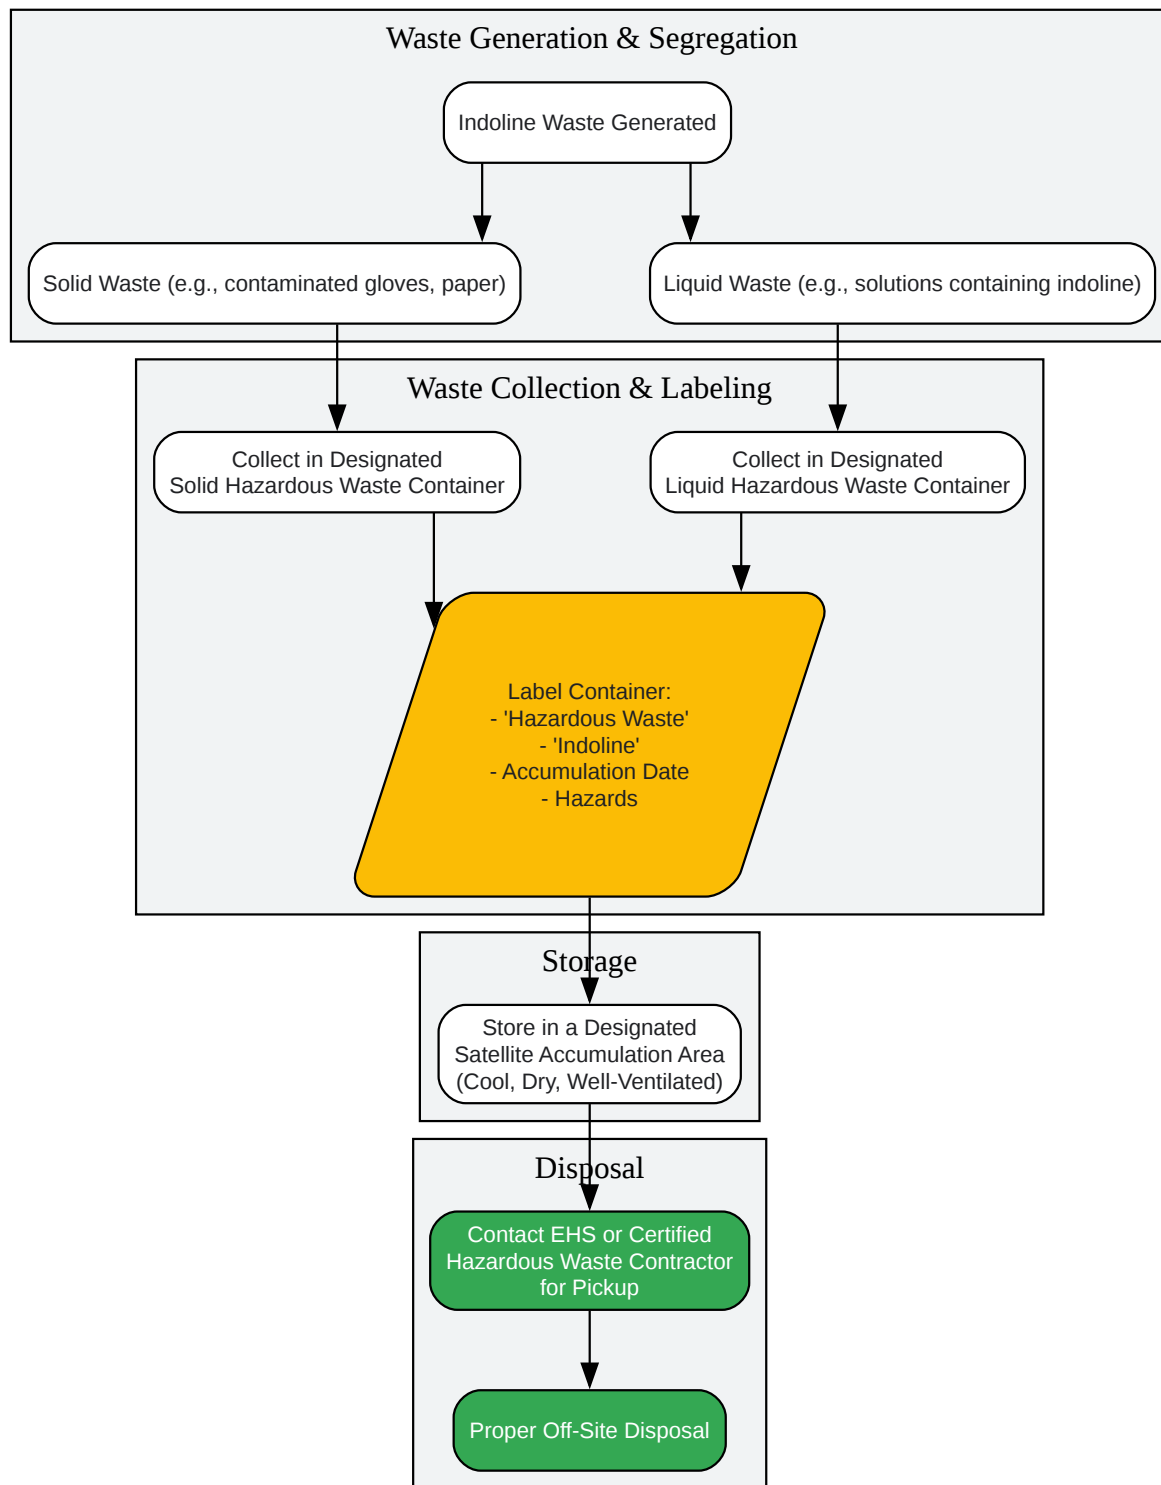 Waste Generation & Segregation
Indoline Waste Generated
Solid Waste (e.g., contaminated gloves, paper)
Liquid Waste (e.g., solutions containing indoline)
Waste Collection & Labeling
Collect in Designated
Solid Hazardous Waste Container
Collect in Designated
Liquid Hazardous Waste Container
Label Container:
- 'Hazardous Waste'
- 'Indoline'
- Accumulation Date
- Hazards
Storage
Store in a Designated
Satellite Accumulation Area
(Cool, Dry, Well-Ventilated)
Disposal
Contact EHS or Certified
Hazardous Waste Contractor
for Pickup
Proper Off-Site Disposal